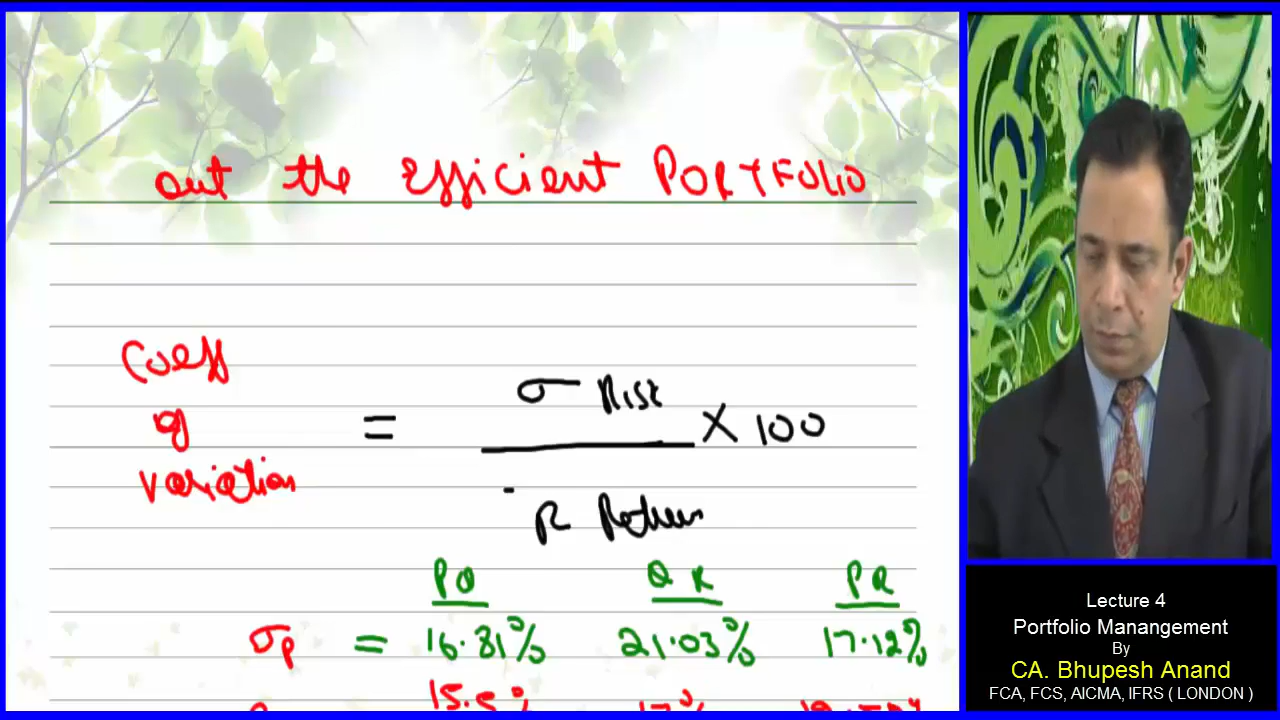 out the Efficient PORTFOLIO
Coeff
of
variation
=
σ Risk
× 100
R Return
PQ QR PR
σp = 16.81% 21.03% 17.12%
Lecture 4
Portfolio Manangement
By
CA. Bhupesh Anand
FCA, FCS, AICMA, IFRS ( LONDON )